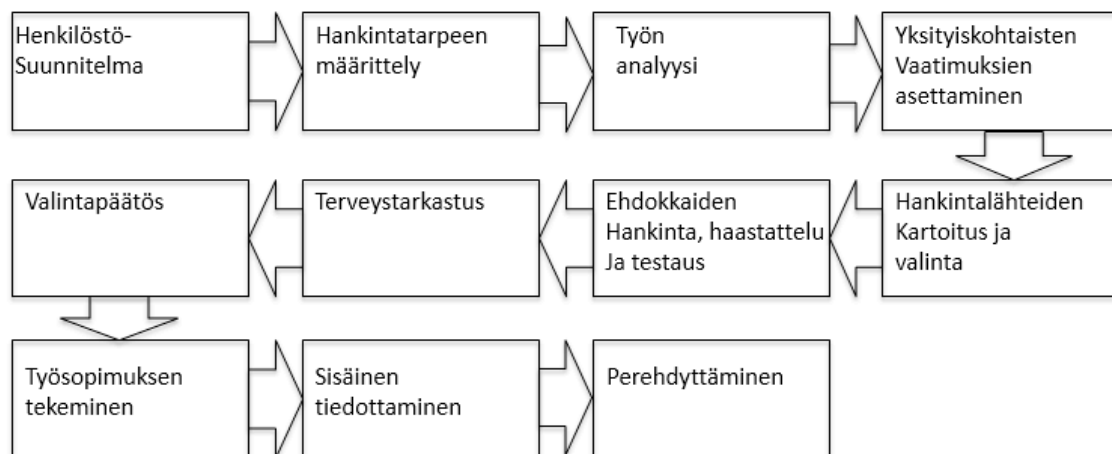 Henkilöstö-
Suunnitelma
Hankintatarpeen
määrittely
Työn
analyysi
Yksityiskohtaisten
Vaatimuksien
asettaminen
Hankintalähteiden
Kartoitus ja
valinta
Ehdokkaiden
Hankinta, haastattelu
Ja testaus
Terveystarkastus
Valintapäätös
Työsopimuksen
tekeminen
Sisäinen
tiedottaminen
Perehdyttäminen